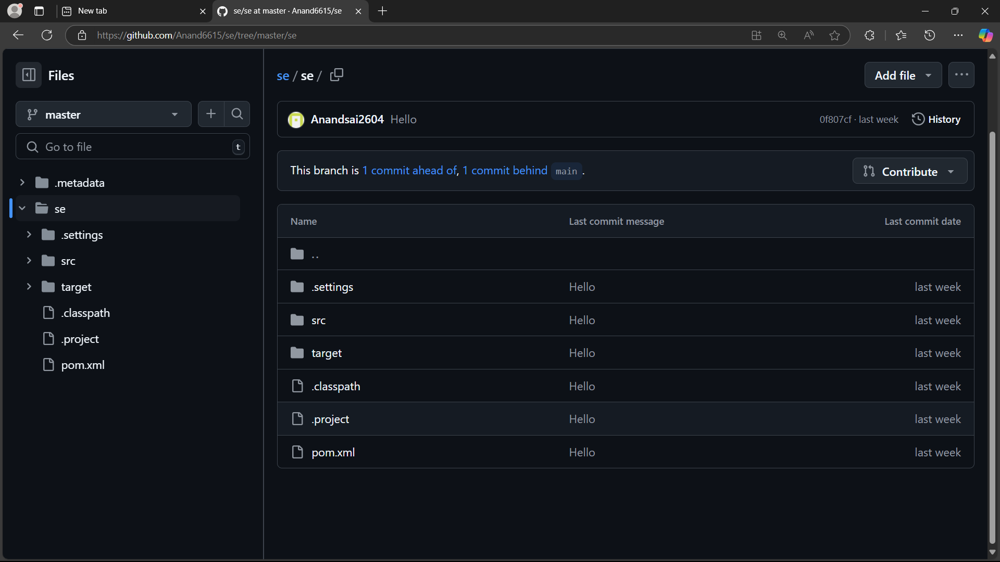 New tab
se/se at master · Anand6615/se
https://github.com/Anand6615/se/tree/master/se
Files
se / se /
Add file
master
Anandsai2604 Hello
0f807cf · last week
History
Go to file
t
This branch is 1 commit ahead of, 1 commit behind main .
Contribute
.metadata
se
.settings
src
target
.classpath
.project
pom.xml
Name Last commit message Last commit date
..
.settings Hello last week
src Hello last week
target Hello last week
.classpath Hello last week
.project Hello last week
pom.xml Hello last week